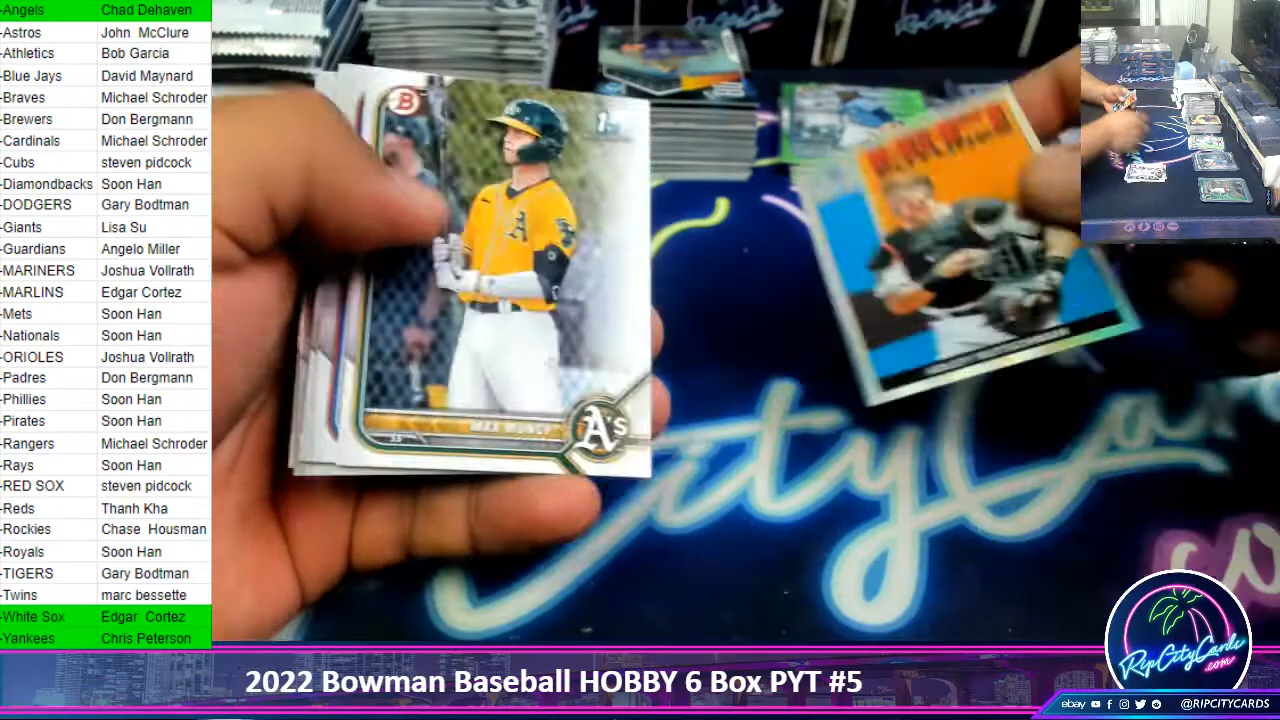 -Angels Chad Dehaven
-Astros John McClure
-Athletics Bob Garcia
-Blue Jays David Maynard
-Braves Michael Schroder
-Brewers Don Bergmann
-Cardinals Michael Schroder
-Cubs steven pidcock
-Diamondbacks Soon Han
-DODGERS Gary Bodtman
-Giants Lisa Su
-Guardians Angelo Miller
-MARINERS Joshua Vollrath
-MARLINS Edgar Cortez
-Mets Soon Han
-Nationals Soon Han
-ORIOLES Joshua Vollrath
-Padres Don Bergmann
-Phillies Soon Han
-Pirates Soon Han
-Rangers Michael Schroder
-Rays Soon Han
-RED SOX steven pidcock
-Reds Thanh Kha
-Rockies Chase Housman
-Royals Soon Han
-TIGERS Gary Bodtman
-Twins marc bessette
-White Sox Edgar Cortez
-Yankees Chris Peterson
B
1st
A
MAX MUNCY
A's
2022 Bowman Baseball HOBBY 6 Box PYT #5
RipCityCards
.com
ebay @RIPCITYCARDS